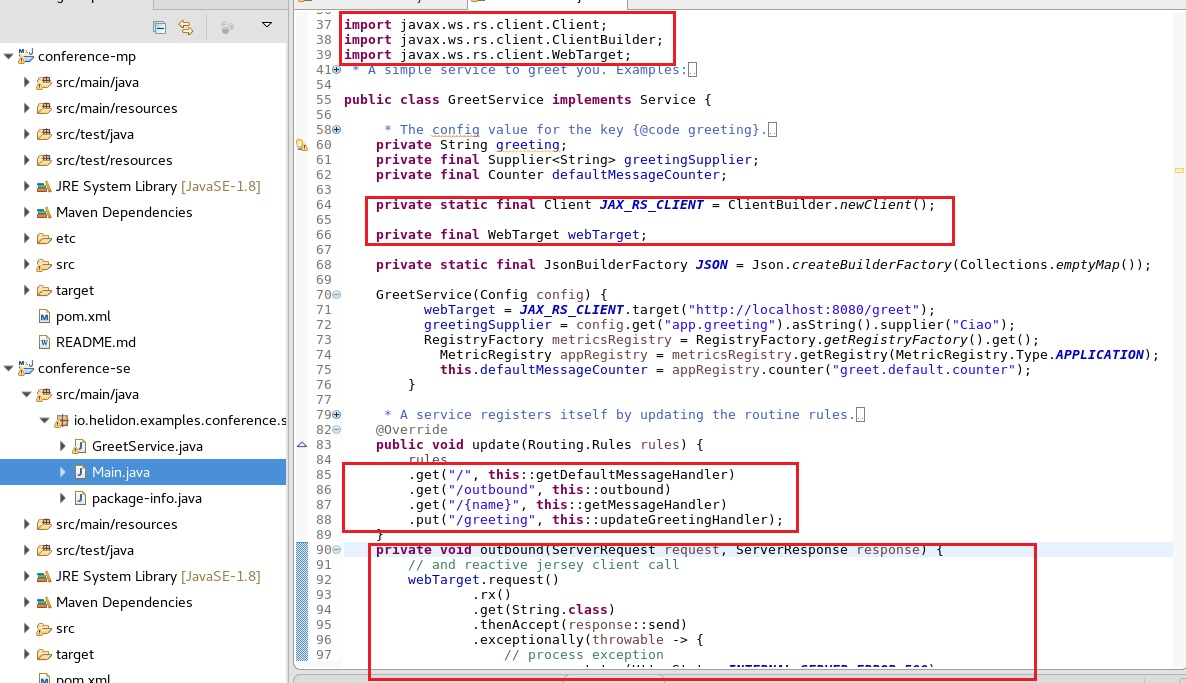 conference-mp
src/main/java
src/main/resources
src/test/java
src/test/resources
JRE System Library [JavaSE-1.8]
Maven Dependencies
etc
src
target
pom.xml
README.md
conference-se
src/main/java
io.helidon.examples.conference.s
GreetService.java
Main.java
package-info.java
src/main/resources
src/test/java
JRE System Library [JavaSE-1.8]
Maven Dependencies
src
target
pom.xml
37 import javax.ws.rs.client.Client;
38 import javax.ws.rs.client.ClientBuilder;
39 import javax.ws.rs.client.WebTarget;
41 * A simple service to greet you. Examples:
54
55 public class GreetService implements Service {
56
58 * The config value for the key {@code greeting}.
60 private String greeting;
61 private final Supplier<String> greetingSupplier;
62 private final Counter defaultMessageCounter;
63
64 private static final Client JAX_RS_CLIENT = ClientBuilder.newClient();
65
66 private final WebTarget webTarget;
67
68 private static final JsonBuilderFactory JSON = Json.createBuilderFactory(Collections.emptyMap());
69
70 GreetService(Config config) {
71 webTarget = JAX_RS_CLIENT.target("http://localhost:8080/greet");
72 greetingSupplier = config.get("app.greeting").asString().supplier("Ciao");
73 RegistryFactory metricsRegistry = RegistryFactory.getRegistryFactory().get();
74 MetricRegistry appRegistry = metricsRegistry.getRegistry(MetricRegistry.Type.APPLICATION);
75 this.defaultMessageCounter = appRegistry.counter("greet.default.counter");
76 }
77
79 * A service registers itself by updating the routine rules.
82 @Override
83 public void update(Routing.Rules rules) {
84 rules
85 .get("/", this::getDefaultMessageHandler)
86 .get("/outbound", this::outbound)
87 .get("/{name}", this::getMessageHandler)
88 .put("/greeting", this::updateGreetingHandler);
89 }
90 private void outbound(ServerRequest request, ServerResponse response) {
91 // and reactive jersey client call
92 webTarget.request()
93 .rx()
94 .get(String.class)
95 .thenAccept(response::send)
96 .exceptionally(throwable -> {
97 // process exception